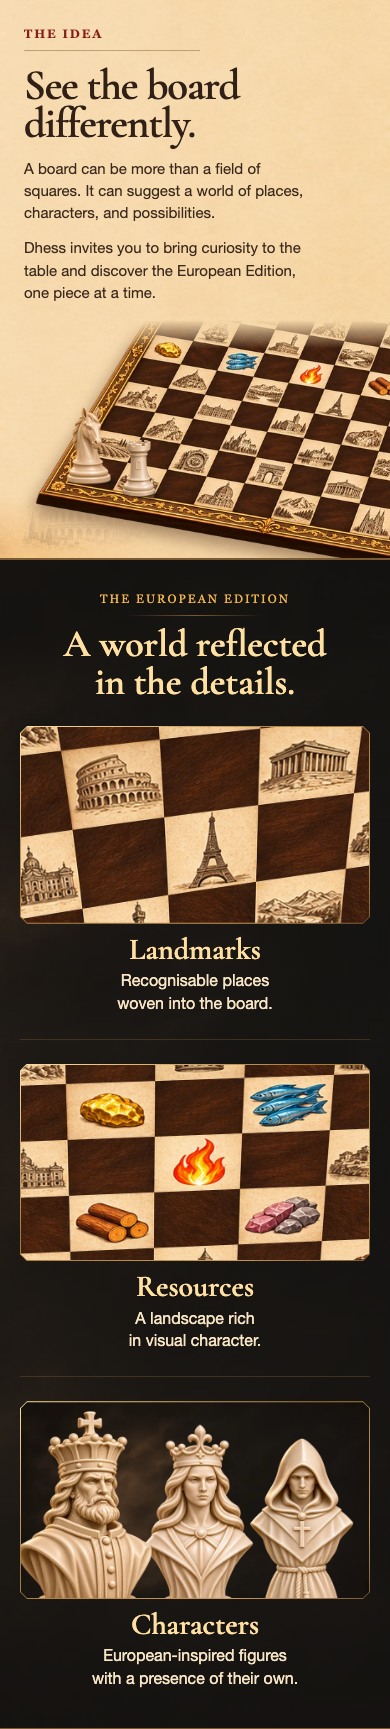 THE IDEA
See the board
differently.
A board can be more than a field of
squares. It can suggest a world of places,
characters, and possibilities.
Dhess invites you to bring curiosity to the
table and discover the European Edition,
one piece at a time.
THE EUROPEAN EDITION
A world reflected
in the details.
Landmarks
Recognisable places
woven into the board.
Resources
A landscape rich
in visual character.
Characters
European-inspired figures
with a presence of their own.